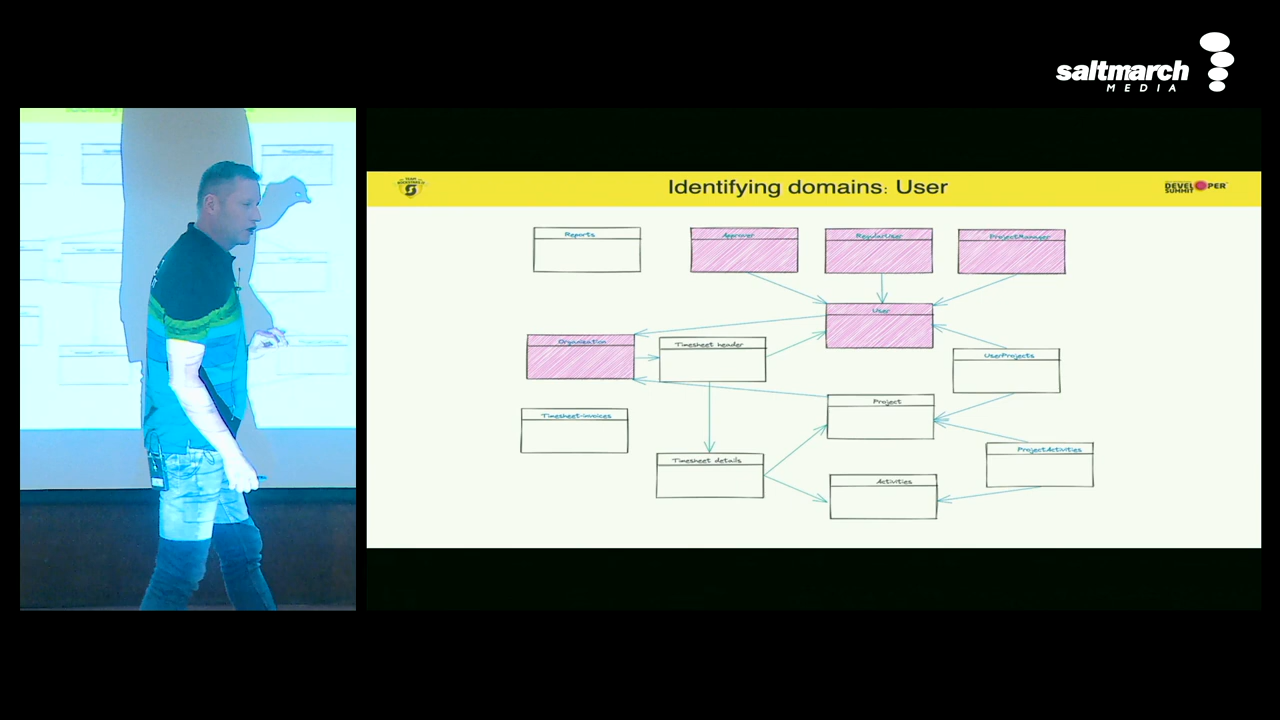 saltmarch
MEDIA
Identifying domains: User
DEVELOPER
SUMMIT
Reports
Approver
RegularUser
ProjectManager
User
Organization
Timesheet header
UserProjects
Project
Timesheet-invoices
ProjectActivities
Timesheet details
Activities